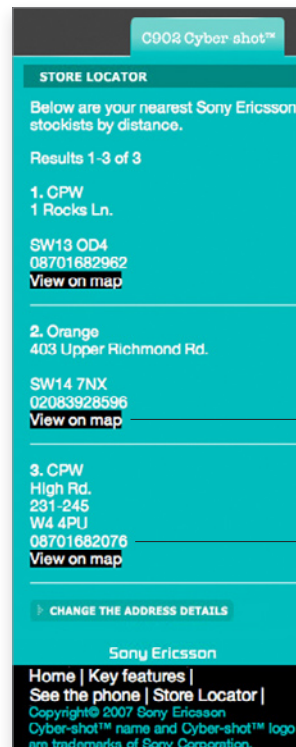 C902 Cyber-shot™
STORE LOCATOR
Below are your nearest Sony Ericsson
stockists by distance.
Results 1-3 of 3
1. CPW
1 Rocks Ln.
SW13 OD4
08701682962
View on map
2. Orange
403 Upper Richmond Rd.
SW14 7NX
02083928596
View on map
3. CPW
High Rd.
231-245
W4 4PU
08701682076
View on map
CHANGE THE ADDRESS DETAILS
Sony Ericsson
Home | Key features |
See the phone | Store Locator |
Copyright© 2007 Sony Ericsson
Cyber-shot™ name and Cyber-shot™ logo
are trademarks of Sony Corporation.